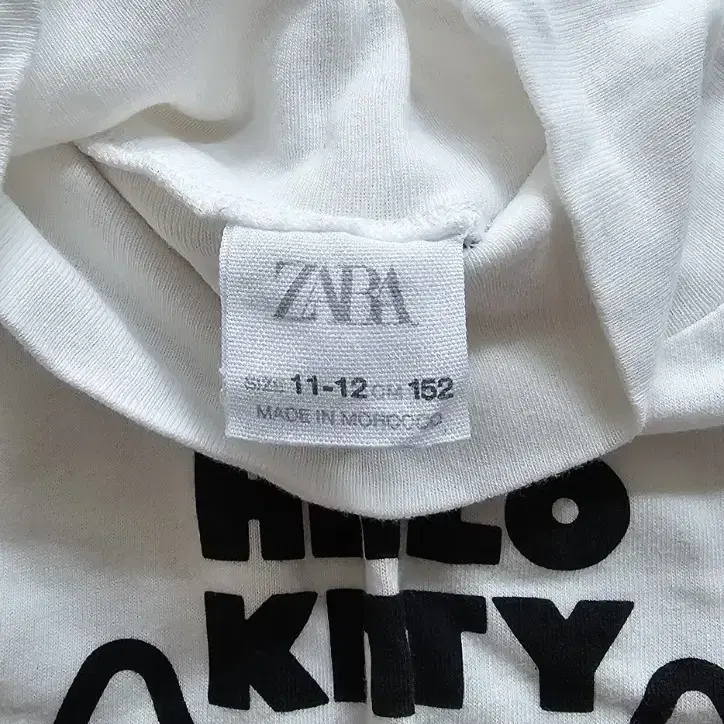 ZARA
SIZE 11-12 CM 152
MADE IN MOROCCO
HELLO
KITTY